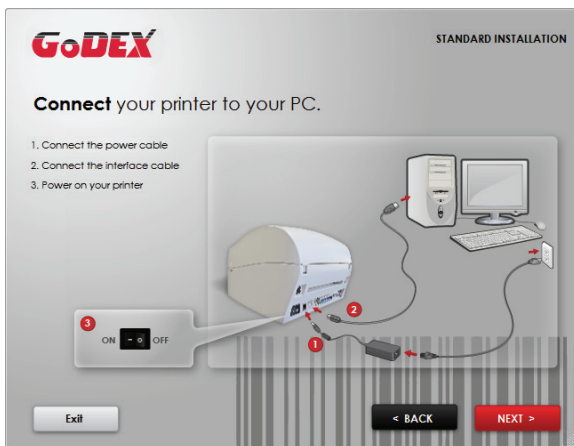 GoDEX
STANDARD INSTALLATION
Connect your printer to your PC.
1. Connect the power cable
2. Connect the interface cable
3. Power on your printer
2
3
ON - o OFF
1
Exit
< BACK
NEXT >